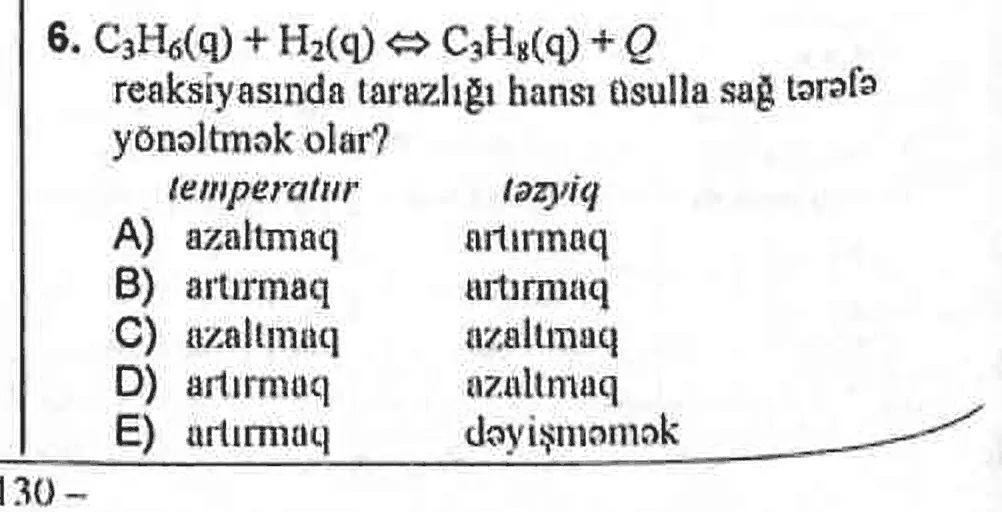 6. C₃H₆(q) + H₂(q) ⇔ C₃H₈(q) + Q
reaksiyasında tarazlığı hansı üsulla sağ tərəfə
yönəltmək olar?
temperatur təzyiq
A) azaltmaq artırmaq
B) artırmaq artırmaq
C) azaltmaq azaltmaq
D) artırmaq azaltmaq
E) artırmaq dəyişməmək
130 –